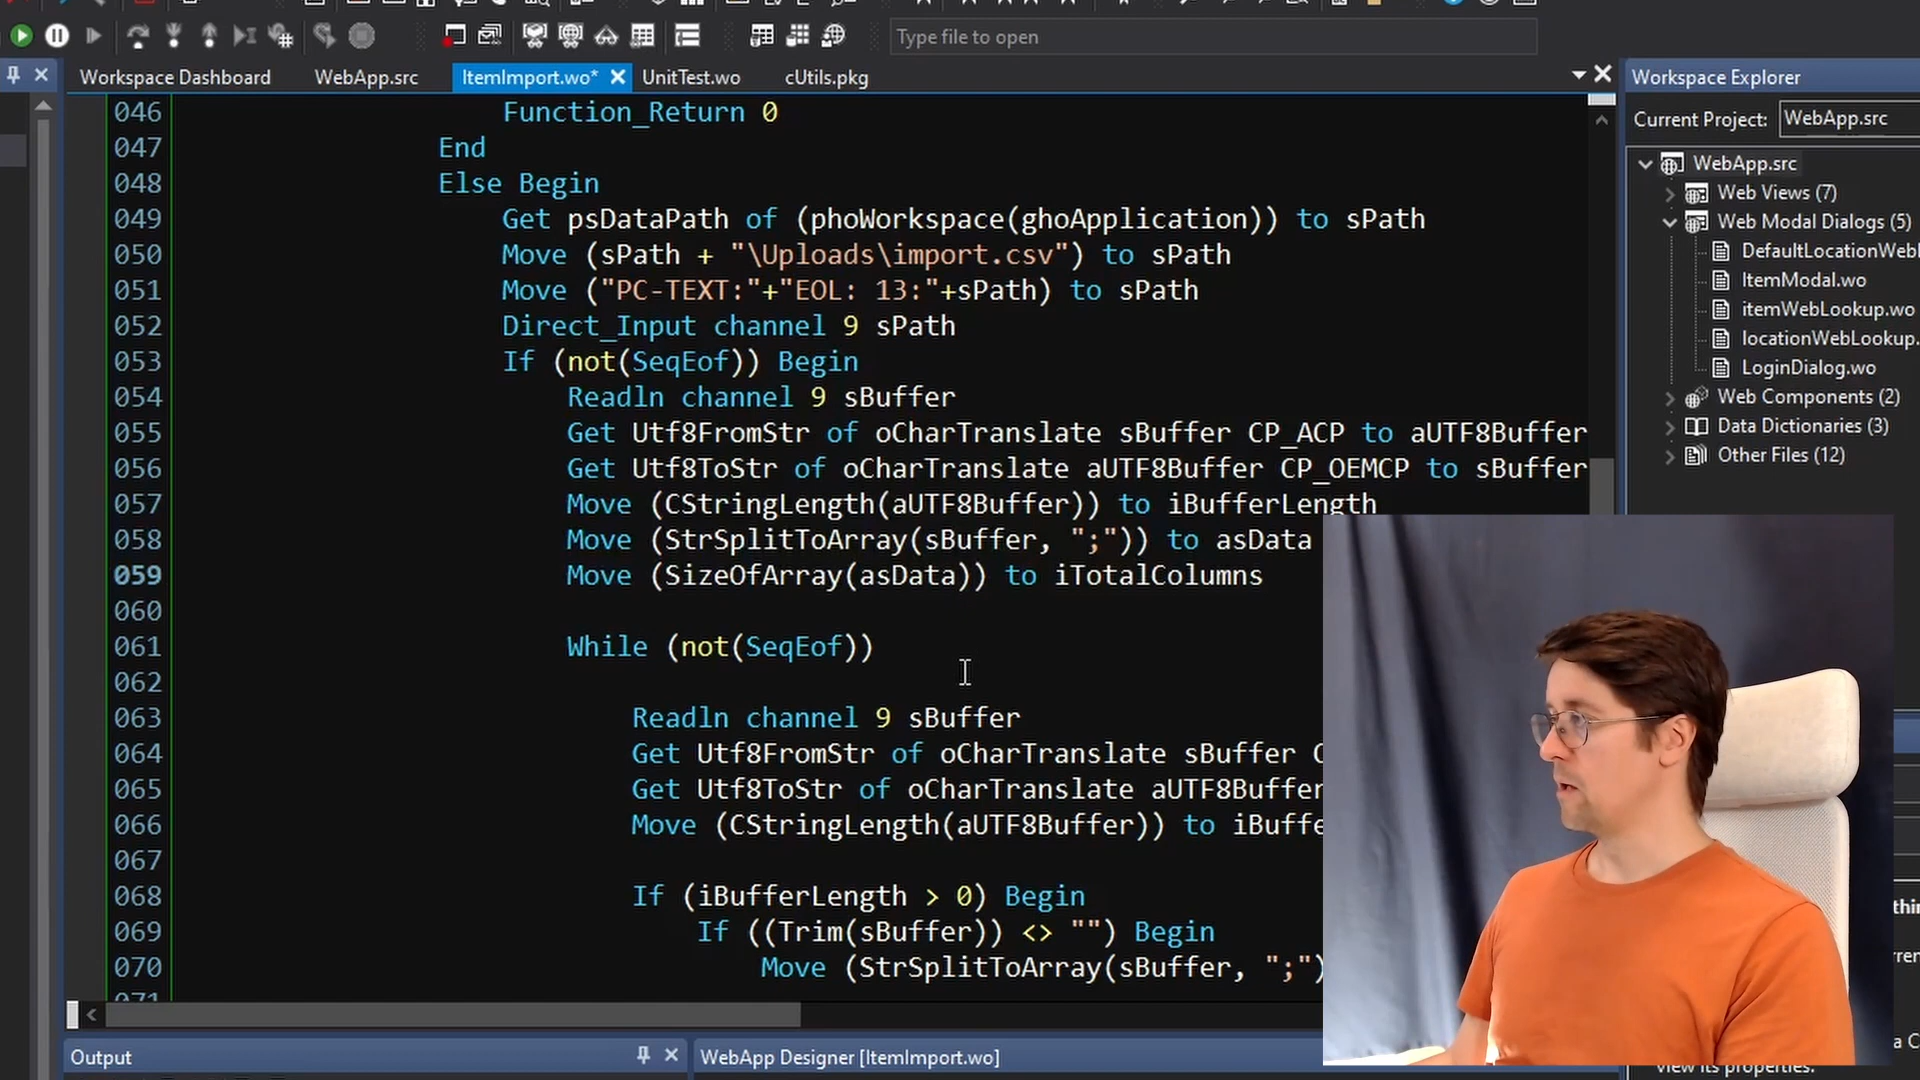 Type file to open
Workspace Dashboard
WebApp.src
ItemImport.wo*
UnitTest.wo
cUtils.pkg
Workspace Explorer
Current Project:
WebApp.src
046 Function_Return 0
047 End
048 Else Begin
049 Get psDataPath of (phoWorkspace(ghoApplication)) to sPath
050 Move (sPath + "\Uploads\import.csv") to sPath
051 Move ("PC-TEXT:"+"EOL: 13:"+sPath) to sPath
052 Direct_Input channel 9 sPath
053 If (not(SeqEof)) Begin
054 Readln channel 9 sBuffer
055 Get Utf8FromStr of oCharTranslate sBuffer CP_ACP to aUTF8Buffer
056 Get Utf8ToStr of oCharTranslate aUTF8Buffer CP_OEMCP to sBuffer
057 Move (CStringLength(aUTF8Buffer)) to iBufferLength
058 Move (StrSplitToArray(sBuffer, ";")) to asData
059 Move (SizeOfArray(asData)) to iTotalColumns
060
061 While (not(SeqEof))
062
063 Readln channel 9 sBuffer
064 Get Utf8FromStr of oCharTranslate sBuffer C
065 Get Utf8ToStr of oCharTranslate aUTF8Buffer
066 Move (CStringLength(aUTF8Buffer)) to iBuffe
067
068 If (iBufferLength > 0) Begin
069 If ((Trim(sBuffer)) <> "") Begin
070 Move (StrSplitToArray(sBuffer, ";")
071
WebApp.src
Web Views (7)
Web Modal Dialogs (5)
DefaultLocationWebl
ItemModal.wo
itemWebLookup.wo
locationWebLookup.
LoginDialog.wo
Web Components (2)
Data Dictionaries (3)
Other Files (12)
Output
WebApp Designer [ItemImport.wo]
view its properties.